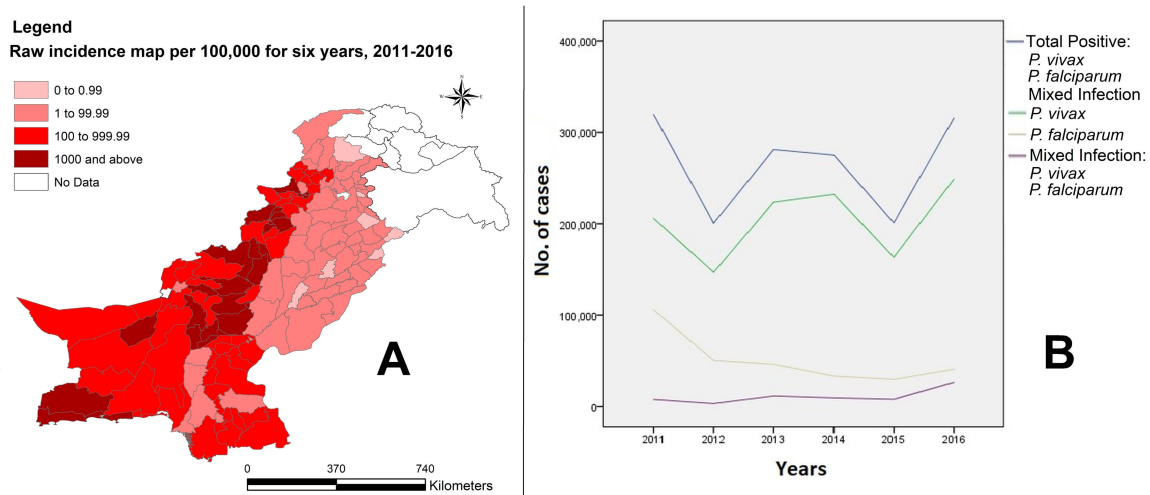 Legend
Raw incidence map per 100,000 for six years, 2011-2016
0 to 0.99
1 to 99.99
100 to 999.99
1000 and above
No Data
N
W
E
S
A
0
370
740
Kilometers
400,000
300,000
200,000
100,000
0
No. of cases
2011
2012
2013
2014
2015
2016
Years
Total Positive:
P. vivax
P. falciparum
Mixed Infection
P. vivax
P. falciparum
Mixed Infection:
P. vivax
P. falciparum
B